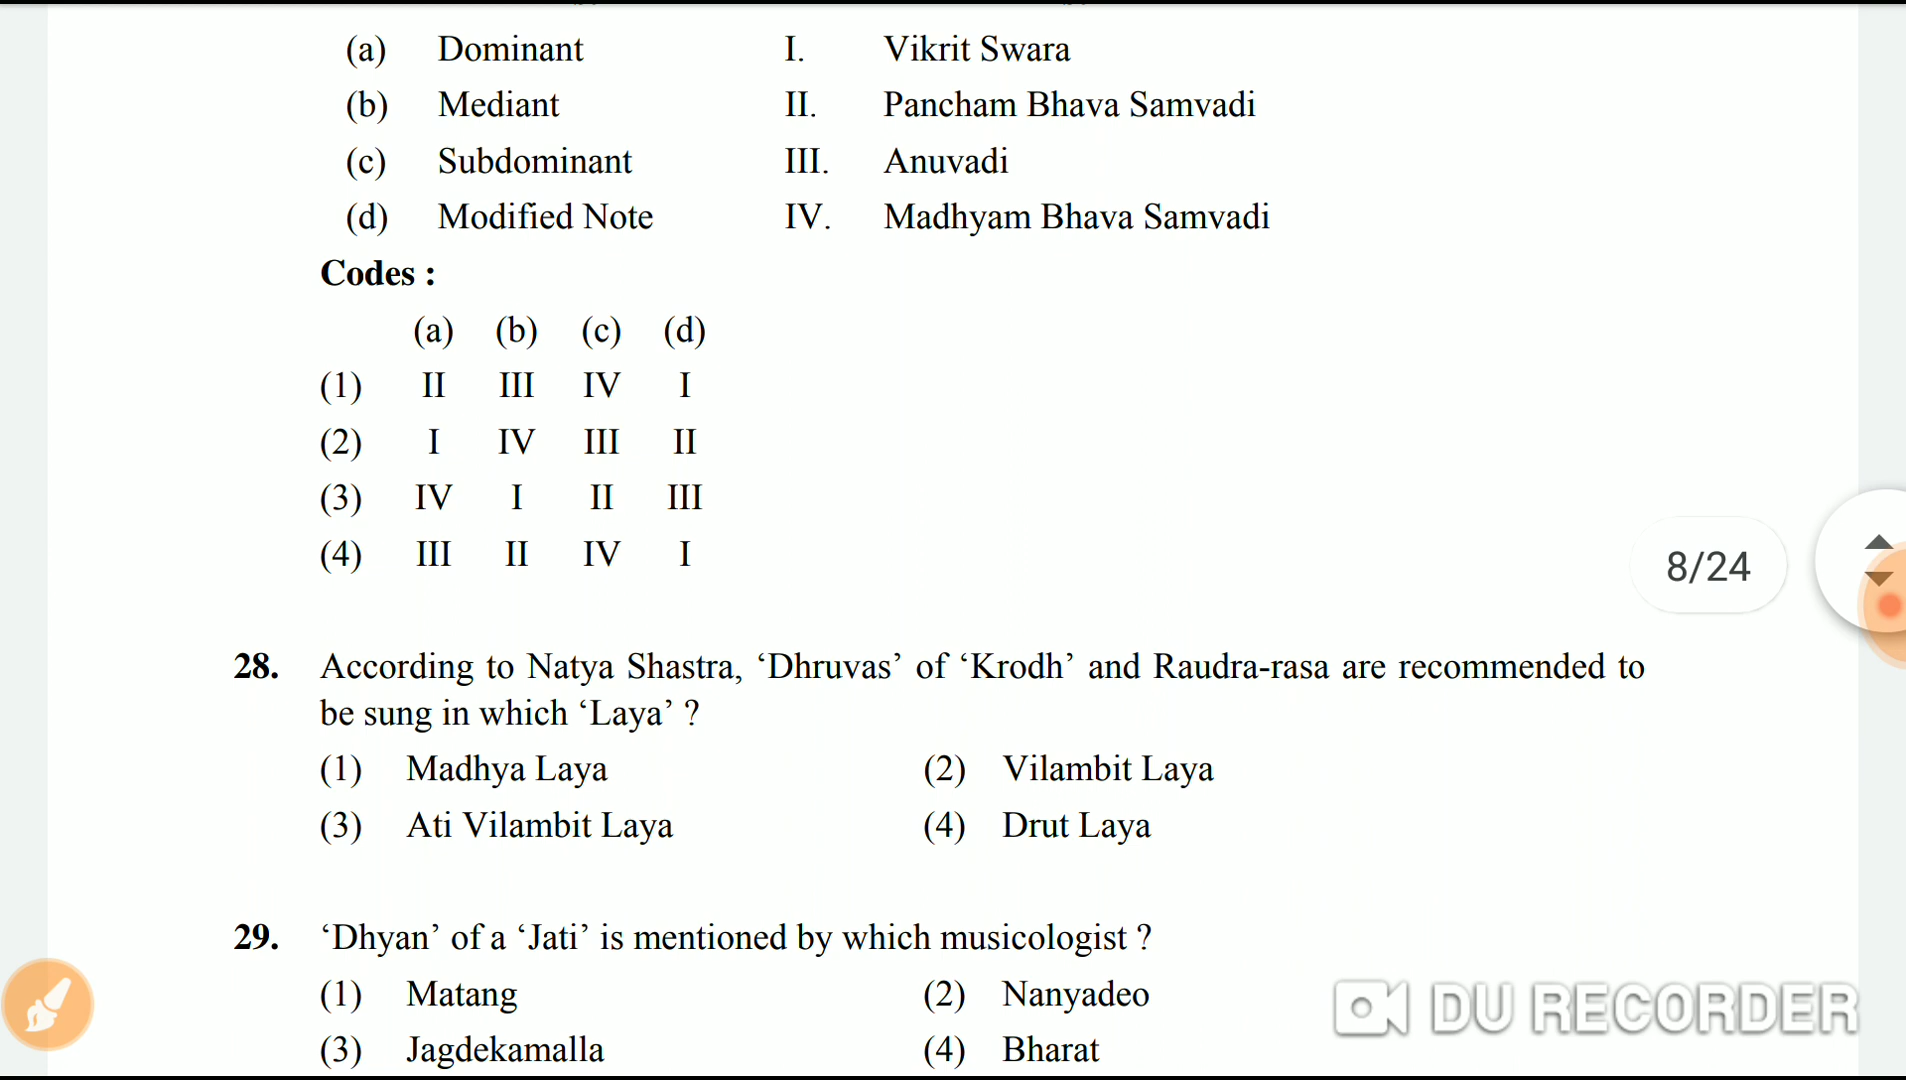 (a) Dominant I. Vikrit Swara
(b) Mediant II. Pancham Bhava Samvadi
(c) Subdominant III. Anuvadi
(d) Modified Note IV. Madhyam Bhava Samvadi
Codes :
(a) (b) (c) (d)
(1) II III IV I
(2) I IV III II
(3) IV I II III
(4) III II IV I
8/24
28. According to Natya Shastra, ‘Dhruvas’ of ‘Krodh’ and Raudra-rasa are recommended to
be sung in which ‘Laya’ ?
(1) Madhya Laya (2) Vilambit Laya
(3) Ati Vilambit Laya (4) Drut Laya
29. ‘Dhyan’ of a ‘Jati’ is mentioned by which musicologist ?
(1) Matang (2) Nanyadeo
(3) Jagdekamalla (4) Bharat
DU RECORDER